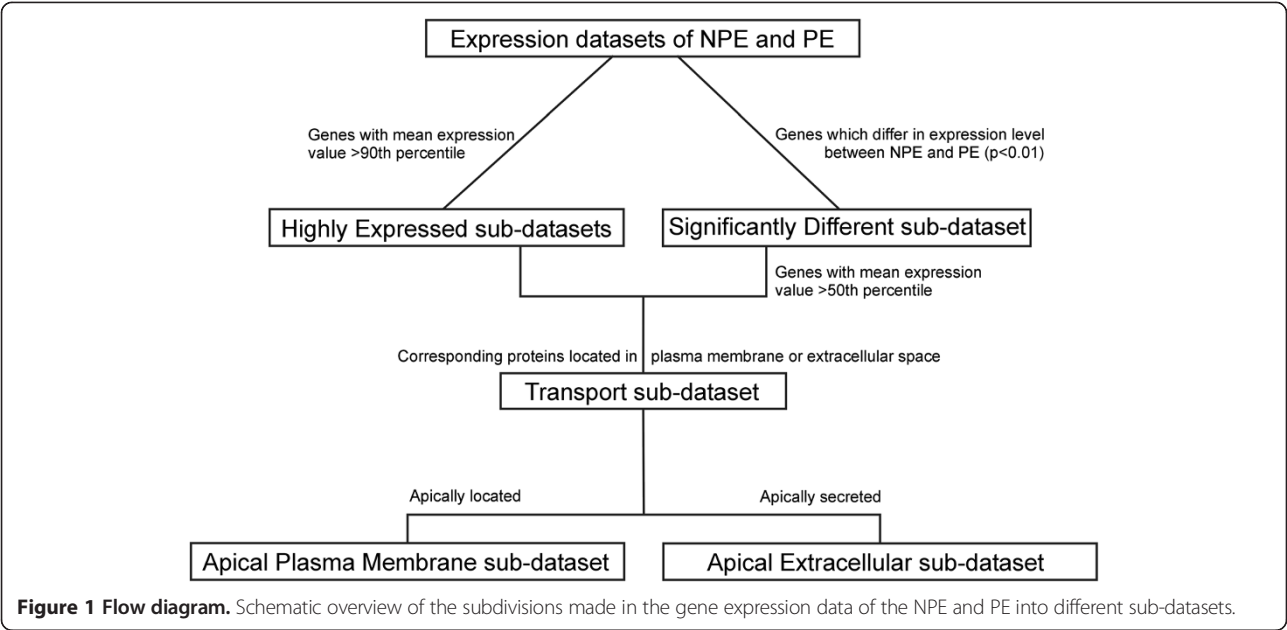 Expression datasets of NPE and PE
Genes with mean expression
value >90th percentile
Genes which differ in expression level
between NPE and PE (p<0.01)
Highly Expressed sub-datasets
Significantly Different sub-dataset
Genes with mean expression
value >50th percentile
Corresponding proteins located in plasma membrane or extracellular space
Transport sub-dataset
Apically located
Apically secreted
Apical Plasma Membrane sub-dataset
Apical Extracellular sub-dataset
Figure 1 Flow diagram. Schematic overview of the subdivisions made in the gene expression data of the NPE and PE into different sub-datasets.